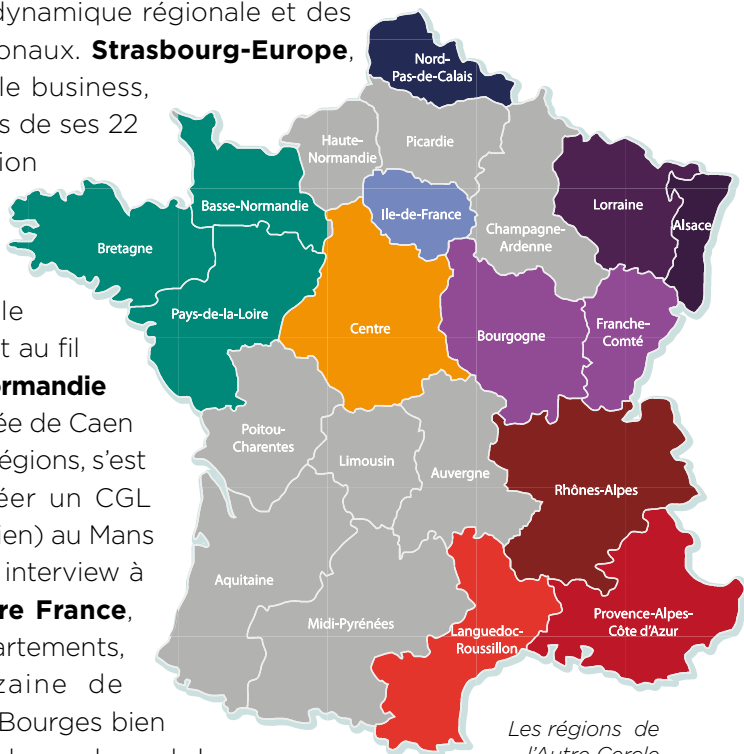 dynamique régionale et des
onaux. Strasbourg-Europe,
le business,
s de ses 22
ion
le
t au fil
ormandie
ée de Caen
égions, s’est
éer un CGL
ien) au Mans
interview à
re France,
artements,
zaine de
Bourges bien
Nord-
Pas-de-Calais
Haute-
Normandie
Picardie
Basse-Normandie
Ile-de-France
Champagne-
Ardenne
Lorraine
Alsace
Bretagne
Pays-de-la-Loire
Centre
Bourgogne
Franche-
Comté
Poitou-
Charentes
Limousin
Auvergne
Rhônes-Alpes
Aquitaine
Midi-Pyrénées
Languedoc-
Roussillon
Provence-Alpes-
Côte d’Azur
Les régions de
l’Autre Cercle